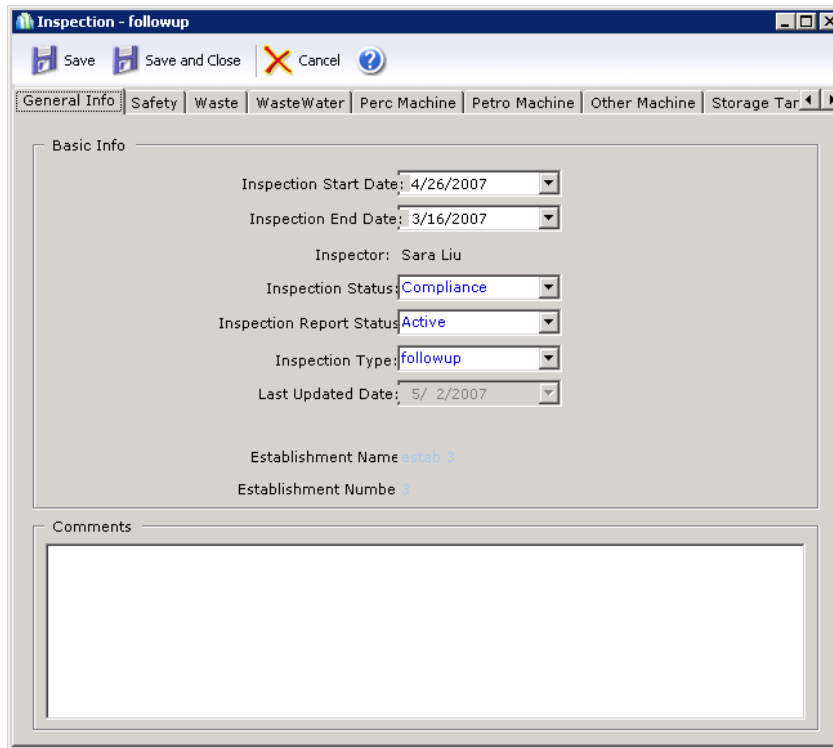 Inspection - followup
Save Save and Close Cancel ?
General Info Safety Waste WasteWater Perc Machine Petro Machine Other Machine Storage Tar
Basic Info
Inspection Start Date: 4/26/2007
Inspection End Date: 3/16/2007
Inspector: Sara Liu
Inspection Status: Compliance
Inspection Report Status Active
Inspection Type: followup
Last Updated Date: 5/ 2/2007
Establishment Name estab 3
Establishment Numbe 3
Comments